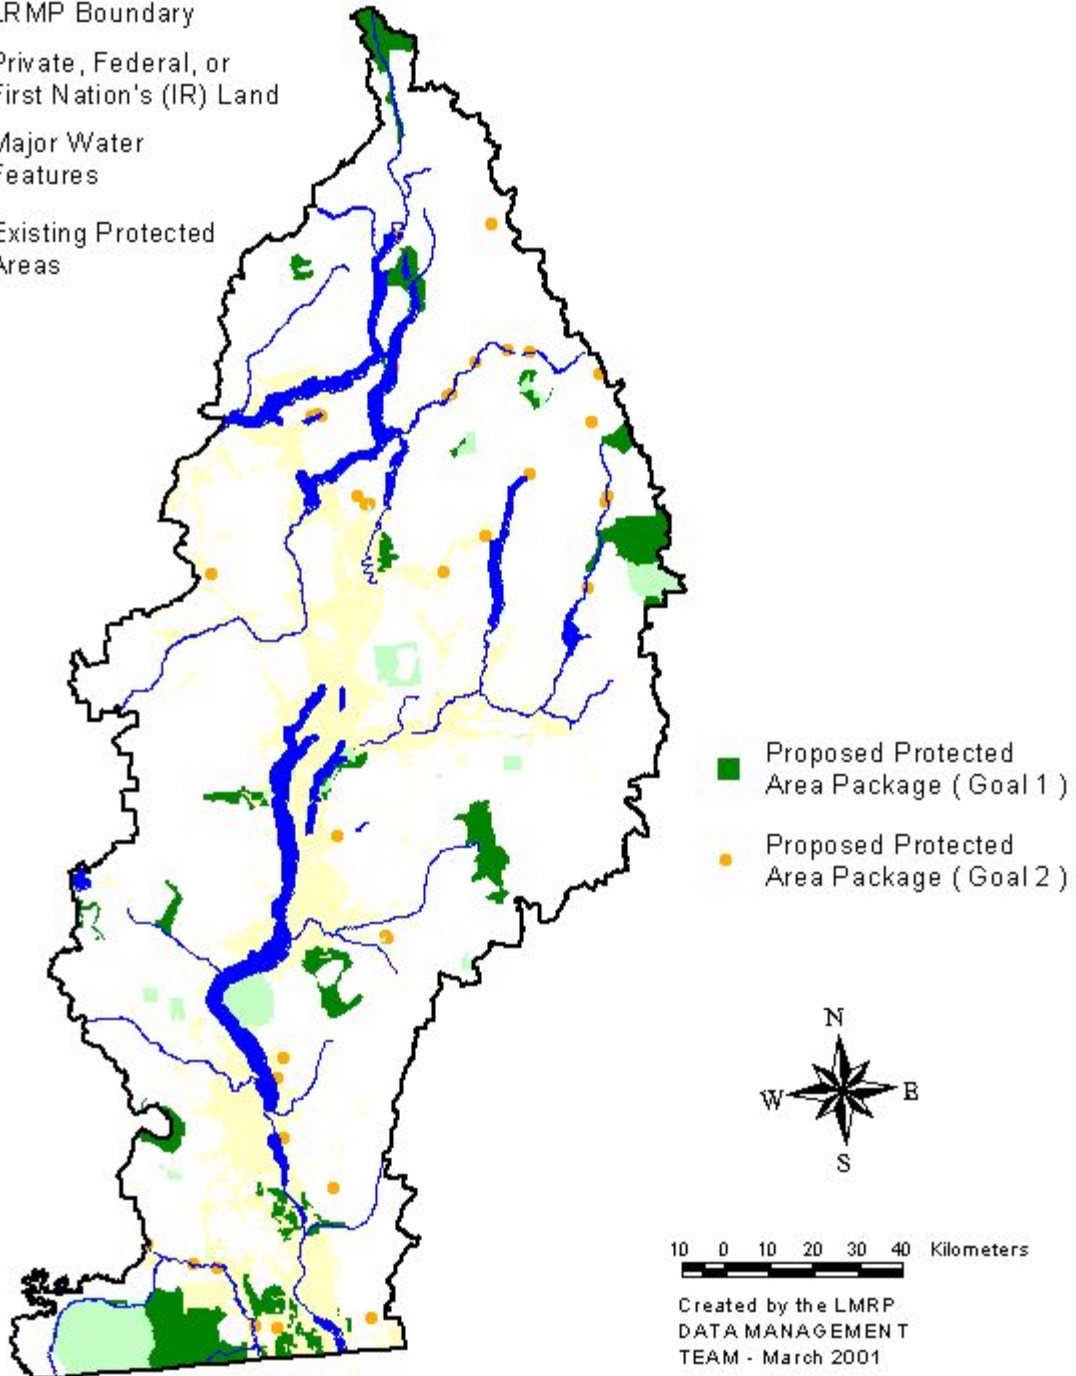 LRMP Boundary
Private, Federal, or
First Nation's (IR) Land
Major Water
Features
Existing Protected
Areas
Proposed Protected
Area Package ( Goal 1 )
Proposed Protected
Area Package ( Goal 2 )
N
W E
S
10 0 10 20 30 40 Kilometers
Created by the LMRP
DATA MANAGEMENT
TEAM - March 2001